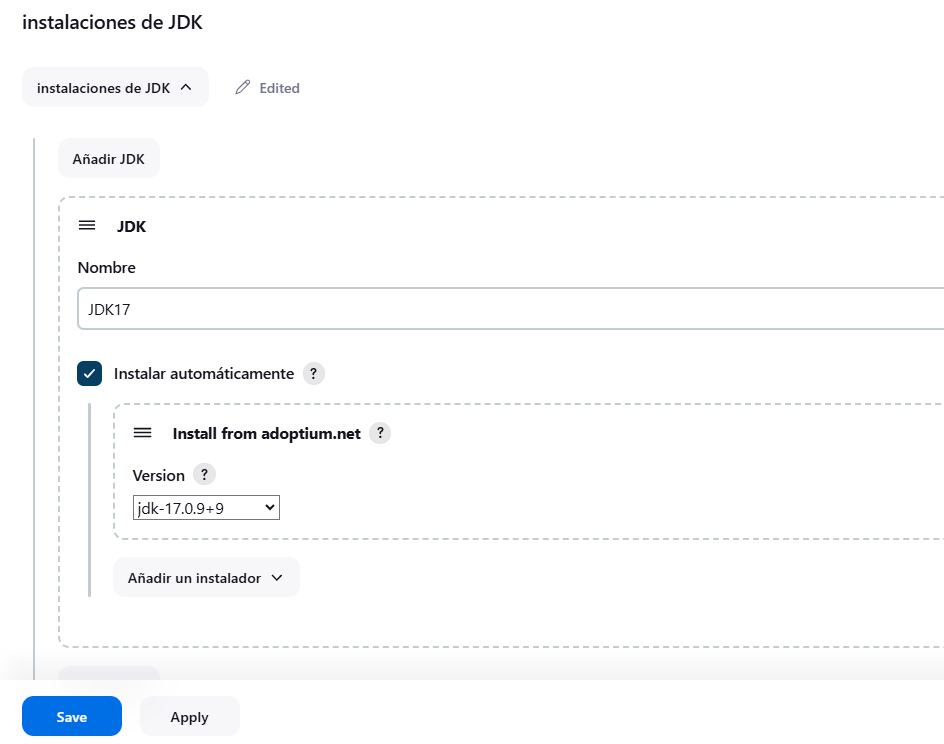 instalaciones de JDK
instalaciones de JDK
Edited
Añadir JDK
JDK
Nombre
JDK17
Instalar automáticamente ?
Install from adoptium.net ?
Version ?
jdk-17.0.9+9
Añadir un instalador
Save
Apply